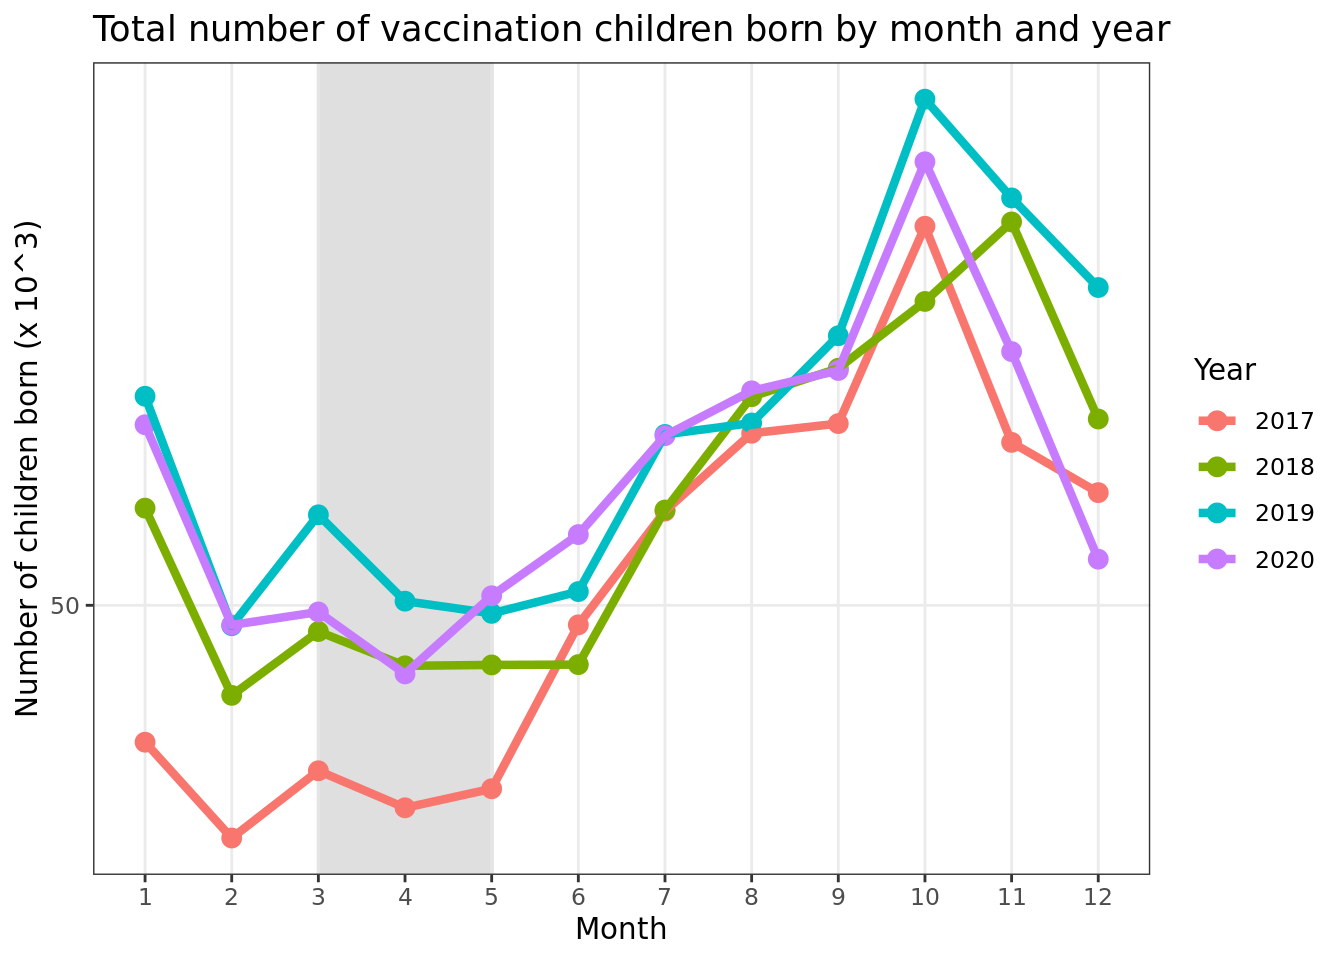 Total number of vaccination children born by month and year
Number of children born (x 10^3)
50
1 2 3 4 5 6 7 8 9 10 11 12
Month
Year
2017
2018
2019
2020